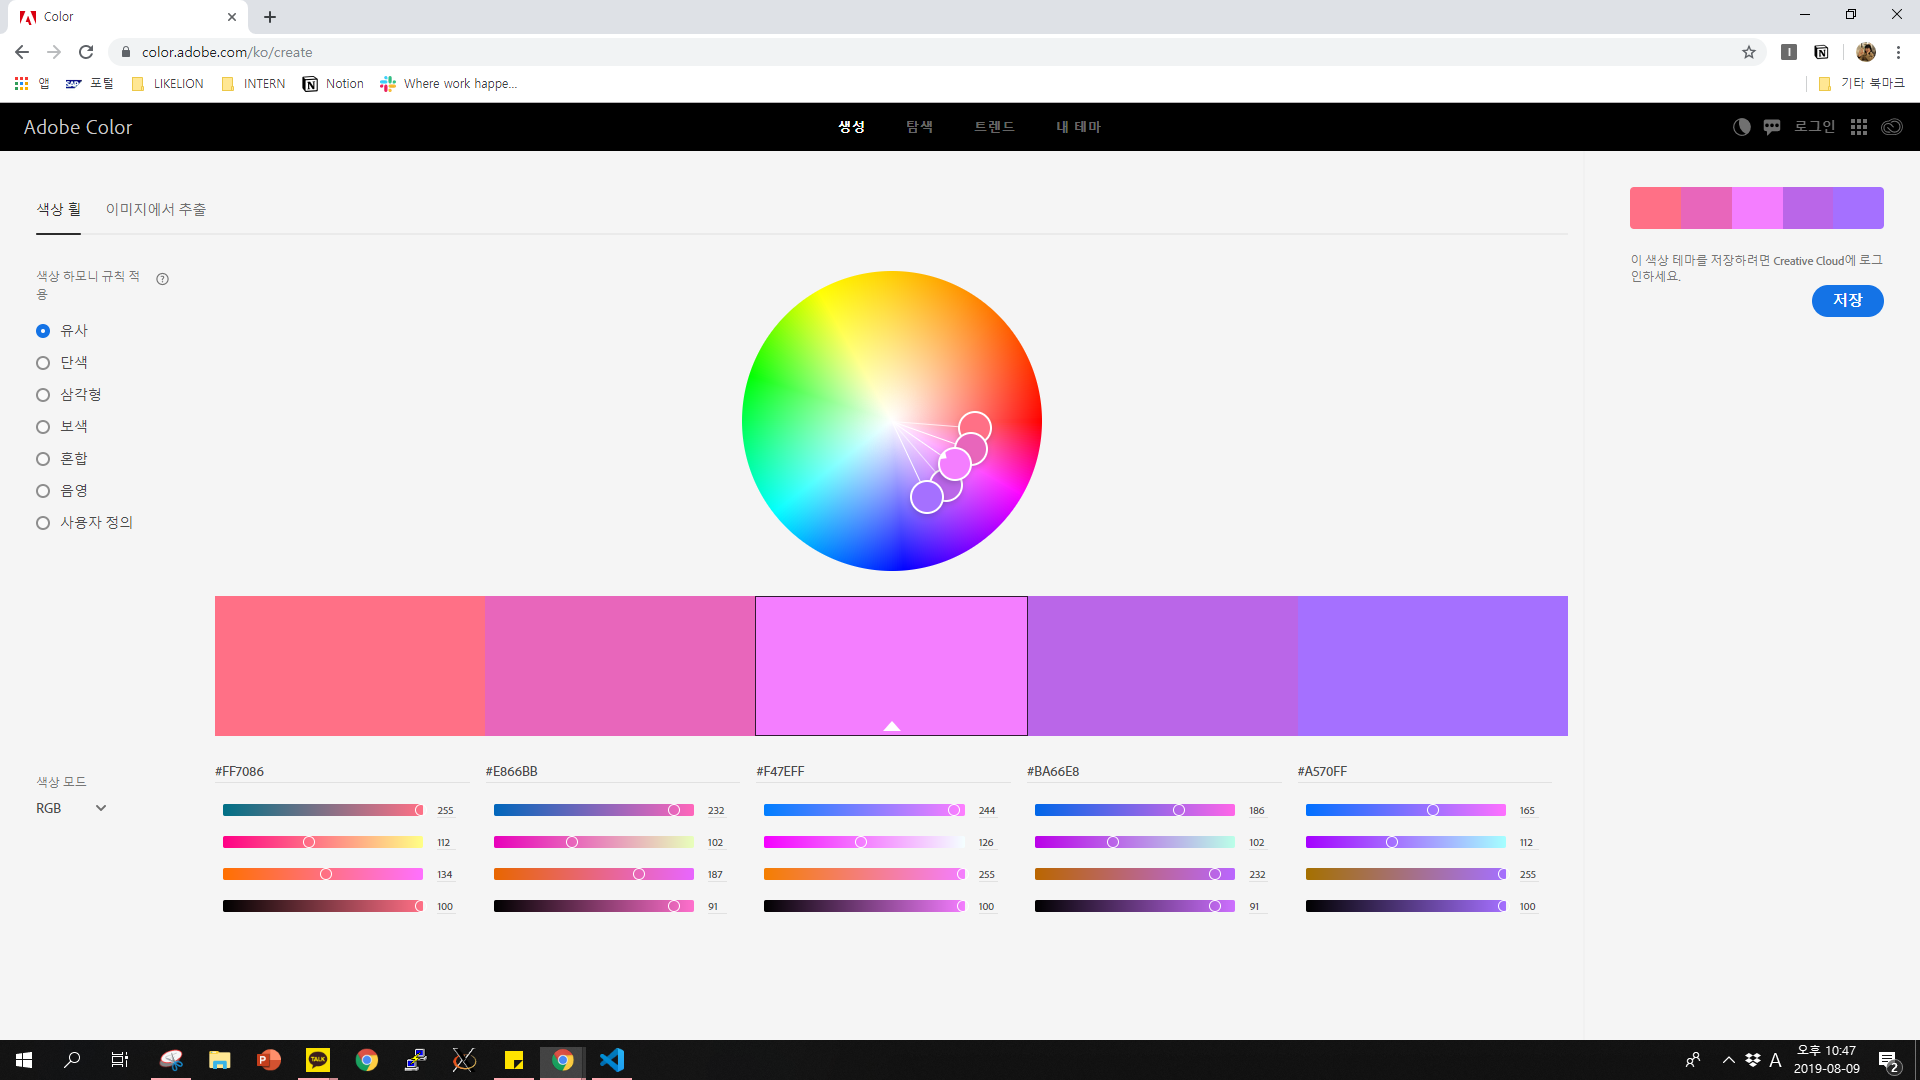 Color
color.adobe.com/ko/create
앱
포털
LIKELION
INTERN
Notion
Where work happe...
기타 북마크
Adobe Color
생성
탐색
트렌드
내 테마
로그인
색상 휠
이미지에서 추출
색상 하모니 규칙 적
용
유사
단색
삼각형
보색
혼합
음영
사용자 정의
이 색상 테마를 저장하려면 Creative Cloud에 로그
인하세요.
저장
색상 모드
RGB
#FF7086
#E866BB
#F47EFF
#BA66E8
#A570FF
255
232
244
186
165
112
102
126
102
112
134
187
255
232
255
100
91
100
91
100
TALK
A
오후 10:47
2019-08-09
2